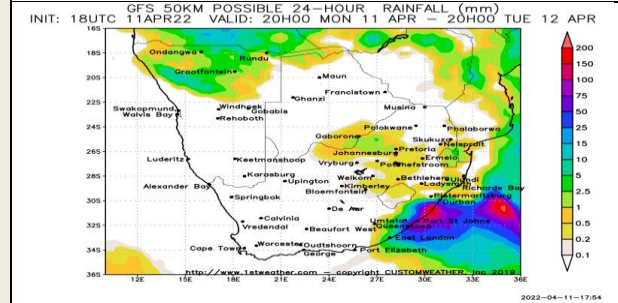 GFS 50KM POSSIBLE 24-HOUR RAINFALL (mm)
INIT: 18UTC 11APR22 VALID: 20H00 MON 11 APR – 20H00 TUE 12 APR
16S
18S
20S
22S
24S
26S
28S
30S
32S
34S
36S
12E
15E
18E
21E
24E
27E
30E
33E
36E
Ondangwa
Rundu
Grootfontein
Maun
Francistown
Ghanzi
Musina
Swakopmund
Walvis Bay
Windhoek
Gobabis
Rehoboth
Polokwane
Phalaborwa
Gaborone
Skukuza
Nelspruit
Johannesburg
Pretoria
Ermelo
Luderitz
Keetmanshoop
Vryburg
Potchefstroom
Karasburg
Upington
Welkom
Bethlehem
Ulundi
Alexander Bay
Kimberley
Ladysmith
Richards Bay
Bloemfontein
Springbok
Pietermaritzburg
Durban
De Aar
Calvinia
Umtata
Port St Johns
Vredendal
Beaufort West
Queenstown
East London
Cape Town
Worcester
Oudtshoorn
George
Port Elizabeth
http://www.1stweather.com – copyright CUSTOMWEATHER, Inc 2019
200
150
100
75
50
25
15
10
5
2.5
1
0.5
0.2
0.1
2022-04-11-17:54